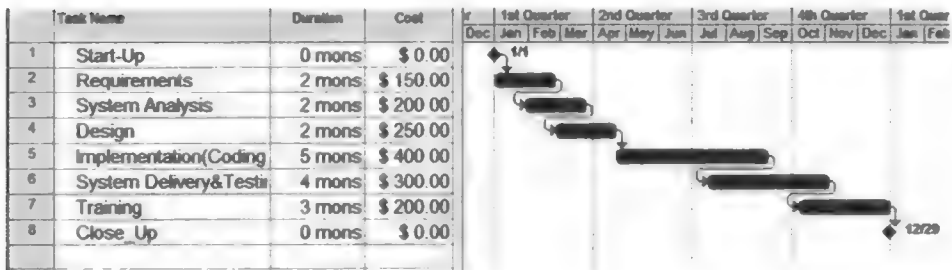 Task Name Duration Cost r 1st Quarter 2nd Quarter 3rd Quarter 4th Quarter 1st Quar
Dec Jan Feb Mar Apr May Jun Jul Aug Sep Oct Nov Dec Jan Feb
1 Start-Up 0 mons $ 0.00 1/1
2 Requirements 2 mons $ 150.00
3 System Analysis 2 mons $ 200 00
4 Design 2 mons $ 250 00
5 Implementation(Coding 5 mons $ 400 00
6 System Delivery&Testin 4 mons $ 300.00
7 Training 3 mons $ 200.00
8 Close_Up 0 mons $ 0.00 12/29